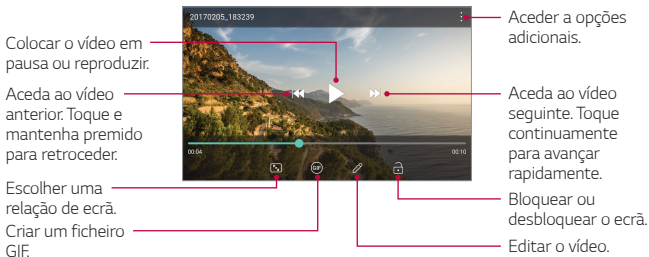 20170205_183239
00:04
00:10
GIF
Colocar o vídeo em
pausa ou reproduzir.
Aceda ao vídeo
anterior. Toque e
mantenha premido
para retroceder.
Escolher uma
relação de ecrã.
Criar um ficheiro
GIF.
Aceder a opções
adicionais.
Aceda ao vídeo
seguinte. Toque
continuamente
para avançar
rapidamente.
Bloquear ou
desbloquear o ecrã.
Editar o vídeo.